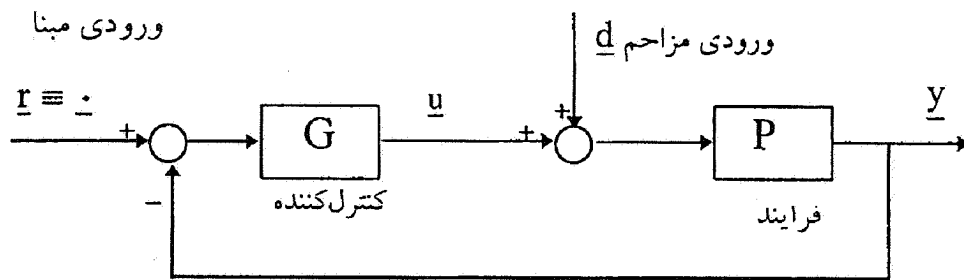 ورودی مبنا
ورودی مزاحم d
r ≡ ۰
+
G
u
+
+
P
y
−
کنترل‌کننده
فرایند